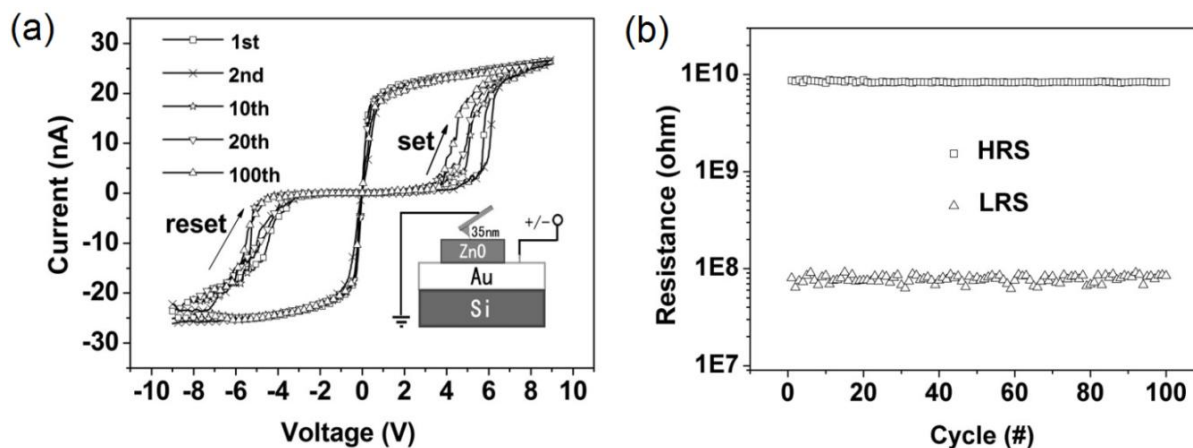 (a)
30
20
10
0
-10
-20
-30
Current (nA)
1st
2nd
10th
20th
100th
set
reset
+/-
35nm
ZnO
Au
Si
-10 -8 -6 -4 -2 0 2 4 6 8 10
Voltage (V)
(b)
1E10
1E9
1E8
1E7
Resistance (ohm)
HRS
LRS
0 20 40 60 80 100
Cycle (#)